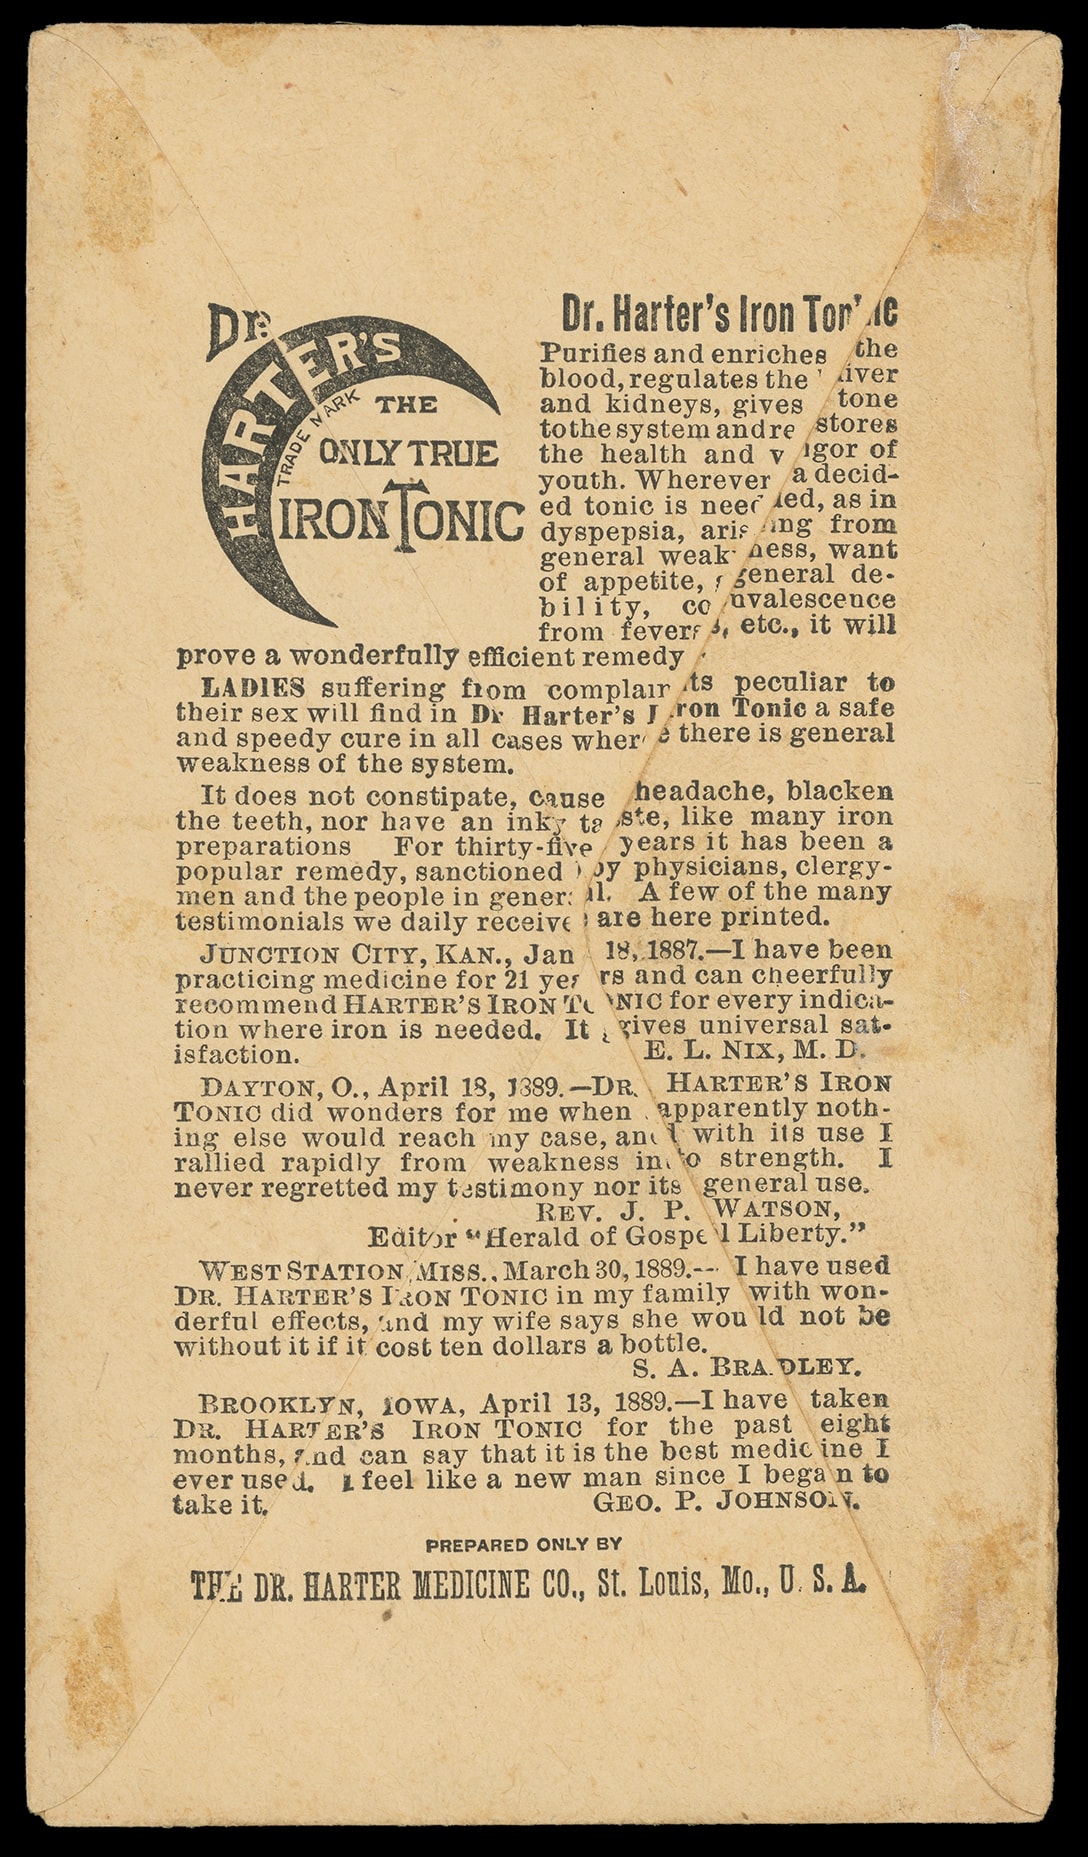 DR. HARTER'S
TRADE MARK
THE
ONLY TRUE
IRON TONIC
Dr. Harter's Iron Tonic
Purifies and enriches the
blood, regulates the liver
and kidneys, gives tone
to the system and restores
the health and vigor of
youth. Wherever a decid-
ed tonic is needed, as in
dyspepsia, arising from
general weakness, want
of appetite, general de-
bility, convalescence
from fevers, etc., it will
prove a wonderfully efficient remedy
LADIES suffering from complaints peculiar to
their sex will find in Dr Harter's Iron Tonic a safe
and speedy cure in all cases where there is general
weakness of the system.
It does not constipate, cause headache, blacken
the teeth, nor have an inky taste, like many iron
preparations For thirty-five years it has been a
popular remedy, sanctioned by physicians, clergy-
men and the people in general. A few of the many
testimonials we daily receive are here printed.
JUNCTION CITY, KAN., Jan 18, 1887.—I have been
practicing medicine for 21 years and can cheerfully
recommend HARTER'S IRON TONIC for every indica-
tion where iron is needed. It gives universal sat-
isfaction. E. L. NIX, M. D.
DAYTON, O., April 18, 1889.—DR. HARTER'S IRON
TONIC did wonders for me when apparently noth-
ing else would reach my case, and with its use I
rallied rapidly from weakness into strength. I
never regretted my testimony nor its general use.
REV. J. P. WATSON,
Editor "Herald of Gospel Liberty."
WEST STATION, MISS., March 30, 1889.-- I have used
DR. HARTER'S IRON TONIC in my family with won-
derful effects, and my wife says she would not be
without it if it cost ten dollars a bottle.
S. A. BRADLEY.
BROOKLYN, IOWA, April 13, 1889.—I have taken
DR. HARTER'S IRON TONIC for the past eight
months, and can say that it is the best medicine I
ever used. I feel like a new man since I began to
take it. GEO. P. JOHNSON.
PREPARED ONLY BY
THE DR. HARTER MEDICINE CO., St. Louis, Mo., U. S. A.